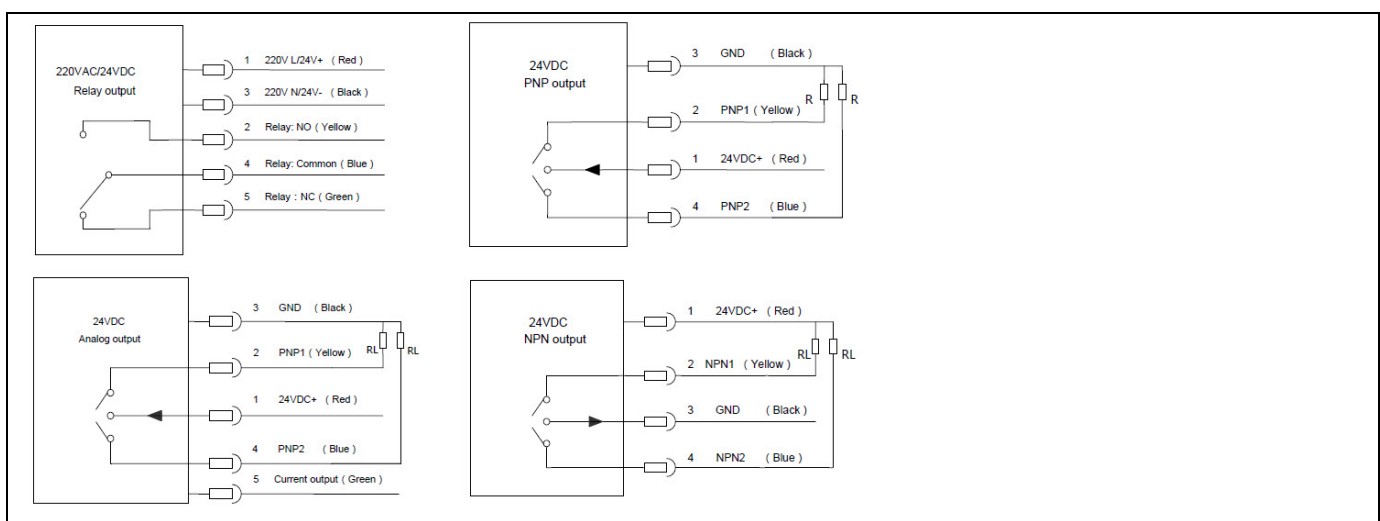 220VAC/24VDC
Relay output
1 220V L/24V+ ( Red )
3 220V N/24V- ( Black )
2 Relay: NO ( Yellow )
4 Relay: Common ( Blue )
5 Relay : NC ( Green )
24VDC
PNP output
3 GND ( Black )
R R
2 PNP1 ( Yellow )
1 24VDC+ ( Red )
4 PNP2 ( Blue )
24VDC
Analog output
3 GND ( Black )
2 PNP1 ( Yellow )
RL RL
1 24VDC+ ( Red )
4 PNP2 ( Blue )
5 Current output ( Green )
24VDC
NPN output
1 24VDC+ ( Red )
RL RL
2 NPN1 ( Yellow )
3 GND ( Black )
4 NPN2 ( Blue )